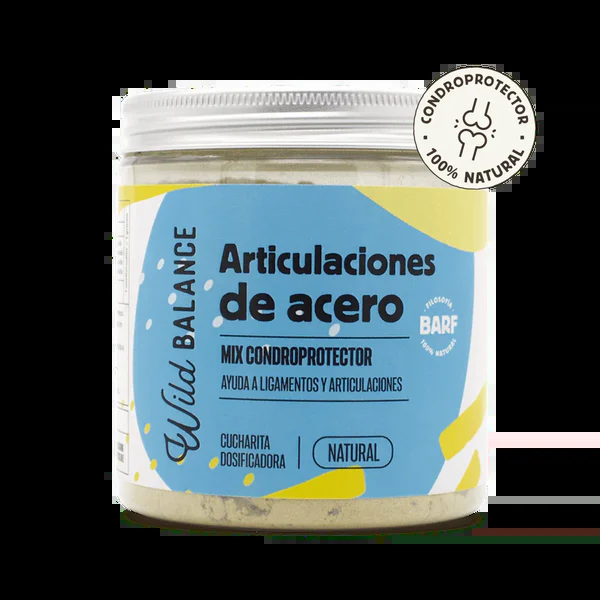 CONDROPROTECTOR
100% NATURAL
Wild BALANCE
Articulaciones
de acero
FILOSOFÍA
BARF
100% NATURAL
MIX CONDROPROTECTOR
AYUDA A LIGAMENTOS Y ARTICULACIONES
CUCHARITA
DOSIFICADORA
NATURAL